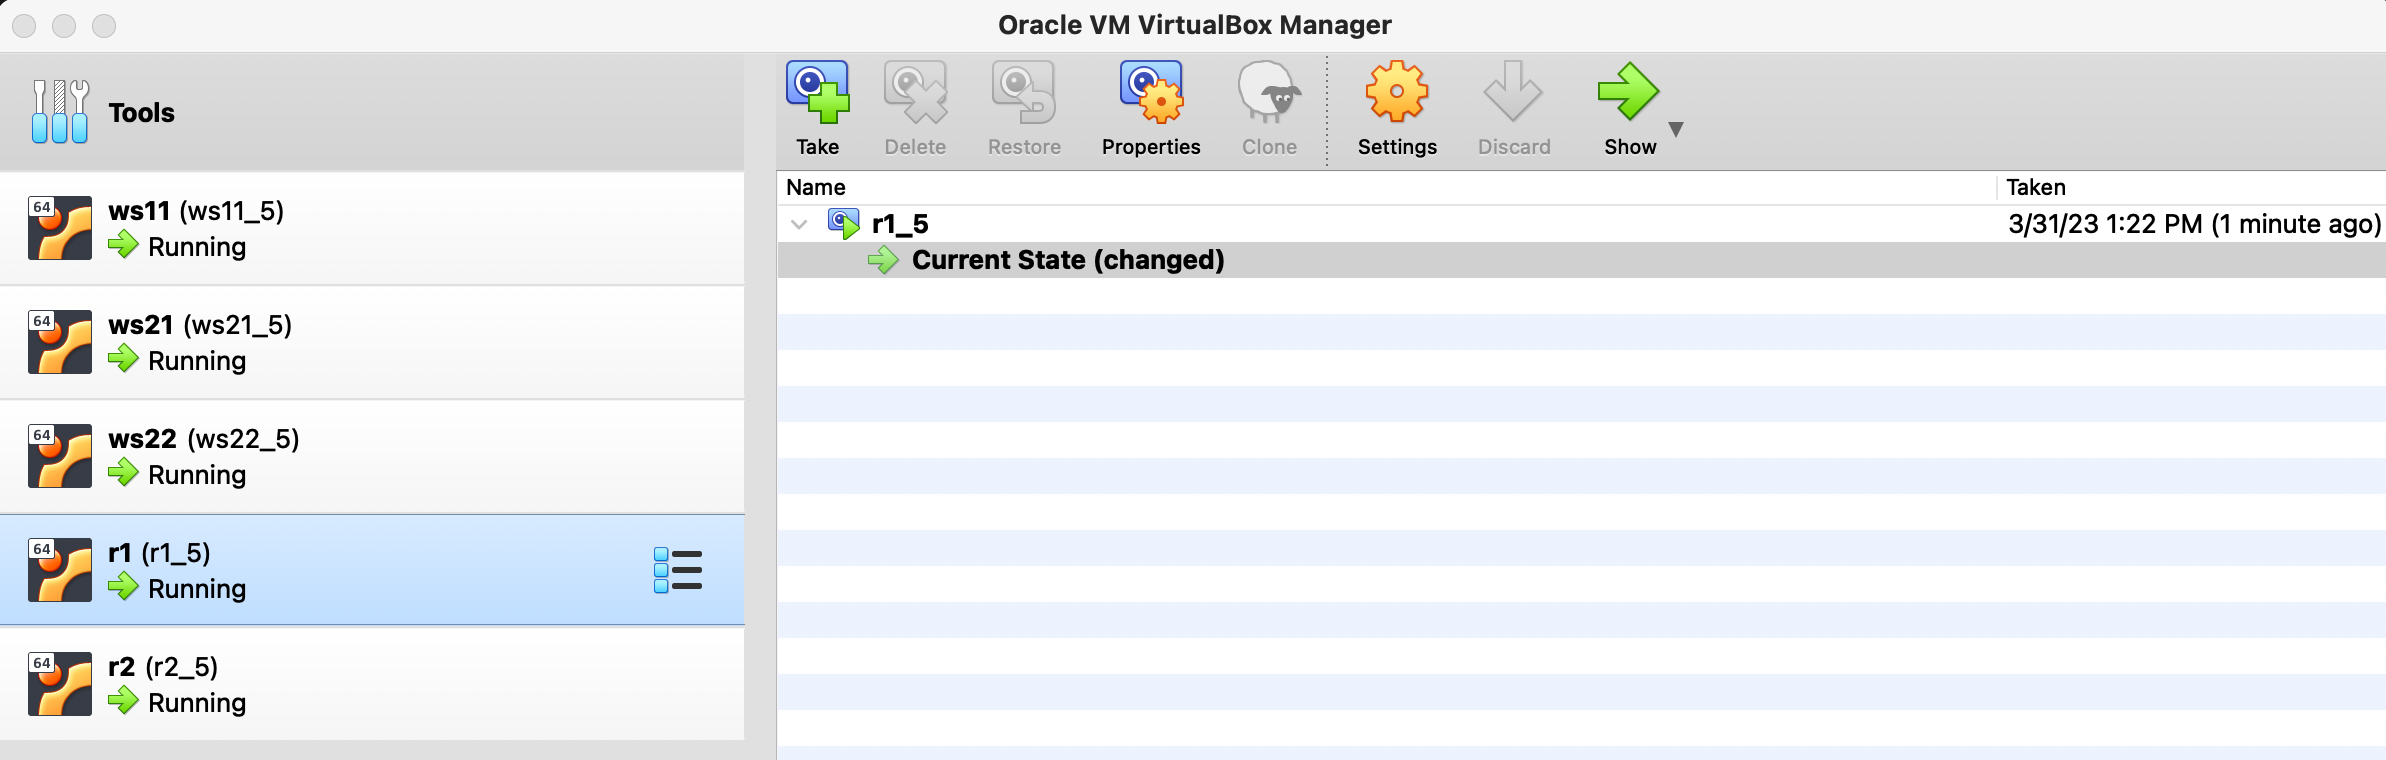 Oracle VM VirtualBox Manager
Tools
Take Delete Restore Properties Clone Settings Discard Show
64 ws11 (ws11_5)
Running
64 ws21 (ws21_5)
Running
64 ws22 (ws22_5)
Running
64 r1 (r1_5)
Running
64 r2 (r2_5)
Running
Name Taken
r1_5 3/31/23 1:22 PM (1 minute ago)
Current State (changed)